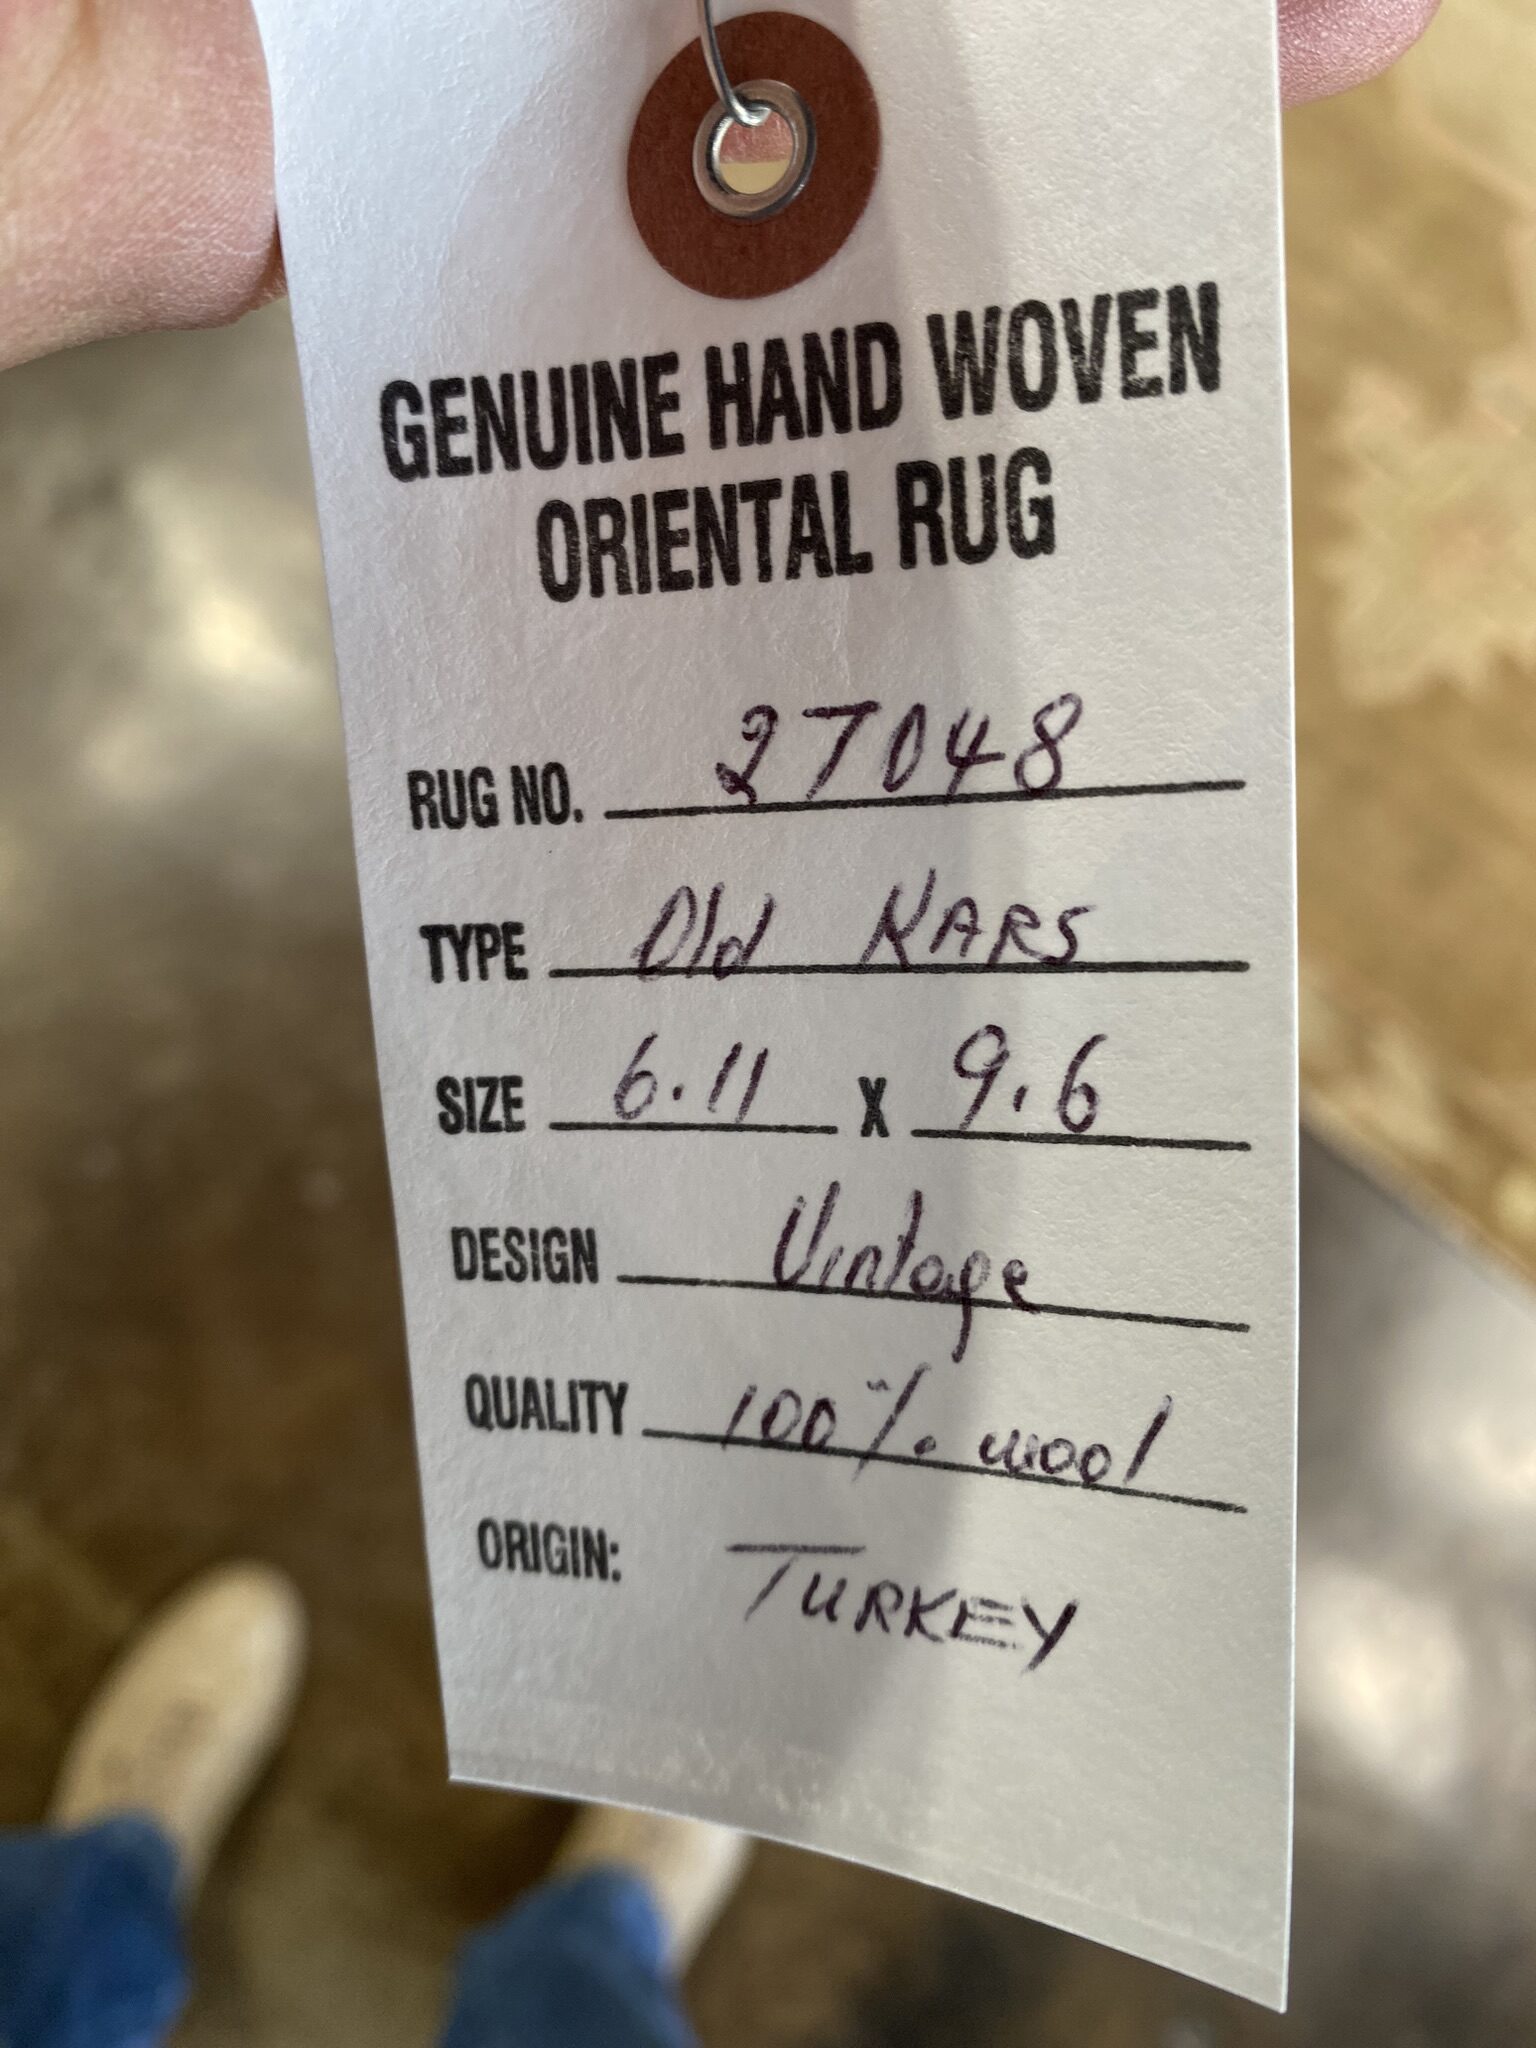 GENUINE HAND WOVEN
ORIENTAL RUG
RUG NO. 27048
TYPE Old KARS
SIZE 6.11 X 9.6
DESIGN Vintage
QUALITY 100%. wool
ORIGIN: TURKEY